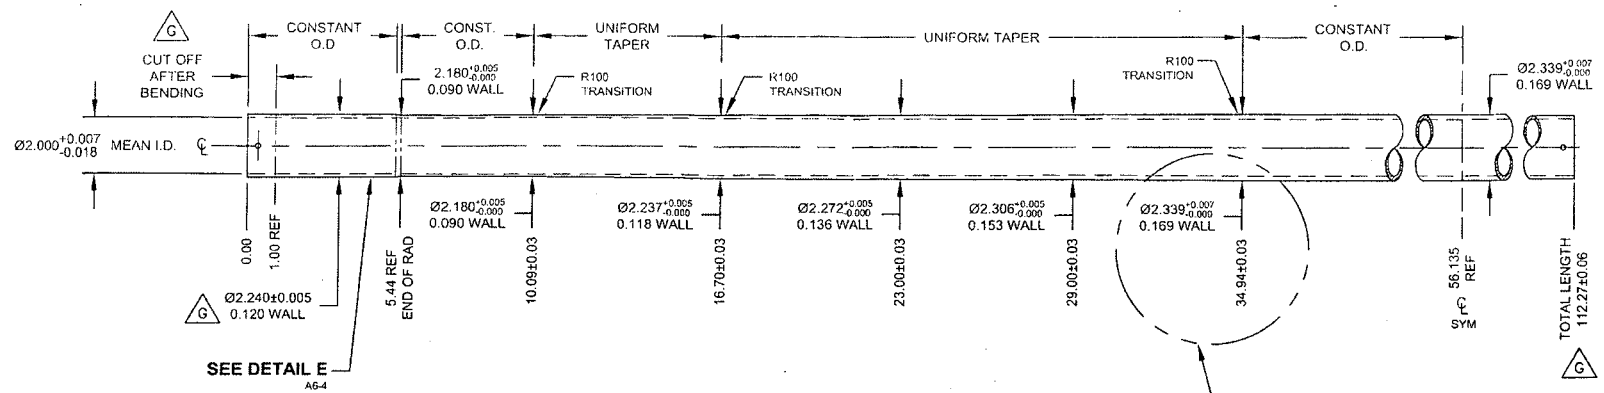 G
CONSTANT
O.D
CONST.
O.D.
UNIFORM
TAPER
UNIFORM TAPER
CONSTANT
O.D.
CUT OFF
AFTER
BENDING
2.180+0.005 -0.000
0.090 WALL
R100
TRANSITION
R100
TRANSITION
R100
TRANSITION
Ø2.339+0.007 -0.000
0.169 WALL
Ø2.000+0.007 -0.018 MEAN I.D. ℄
Ø2.180+0.005 -0.000
0.090 WALL
Ø2.237+0.005 -0.000
0.118 WALL
Ø2.272+0.005 -0.000
0.136 WALL
Ø2.306+0.005 -0.000
0.153 WALL
Ø2.339+0.007 -0.000
0.169 WALL
0.00
1.00 REF
5.44 REF
END OF RAD
10.09±0.03
16.70±0.03
23.00±0.03
29.00±0.03
34.94±0.03
56.135
REF
℄
SYM
TOTAL LENGTH
112.27±0.06
G
G
Ø2.240±0.005
0.120 WALL
SEE DETAIL E
A6-4